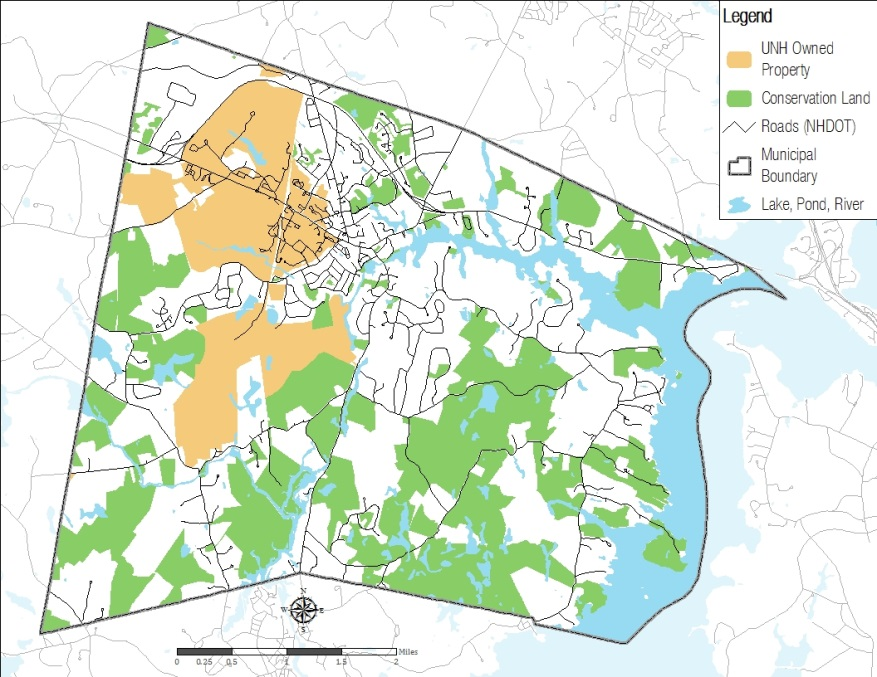 Legend
UNH Owned
Property
Conservation Land
Roads (NHDOT)
Municipal
Boundary
Lake, Pond, River
N
W E
S
0 0.25 0.5 1 1.5 2 Miles